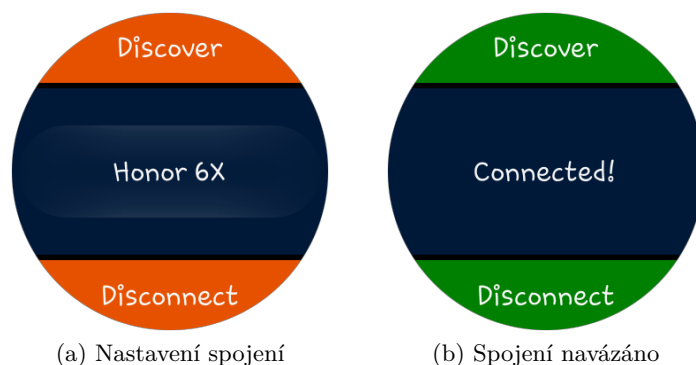 Discover
Honor 6X
Disconnect
(a) Nastavení spojení
Discover
Connected!
Disconnect
(b) Spojení navázáno